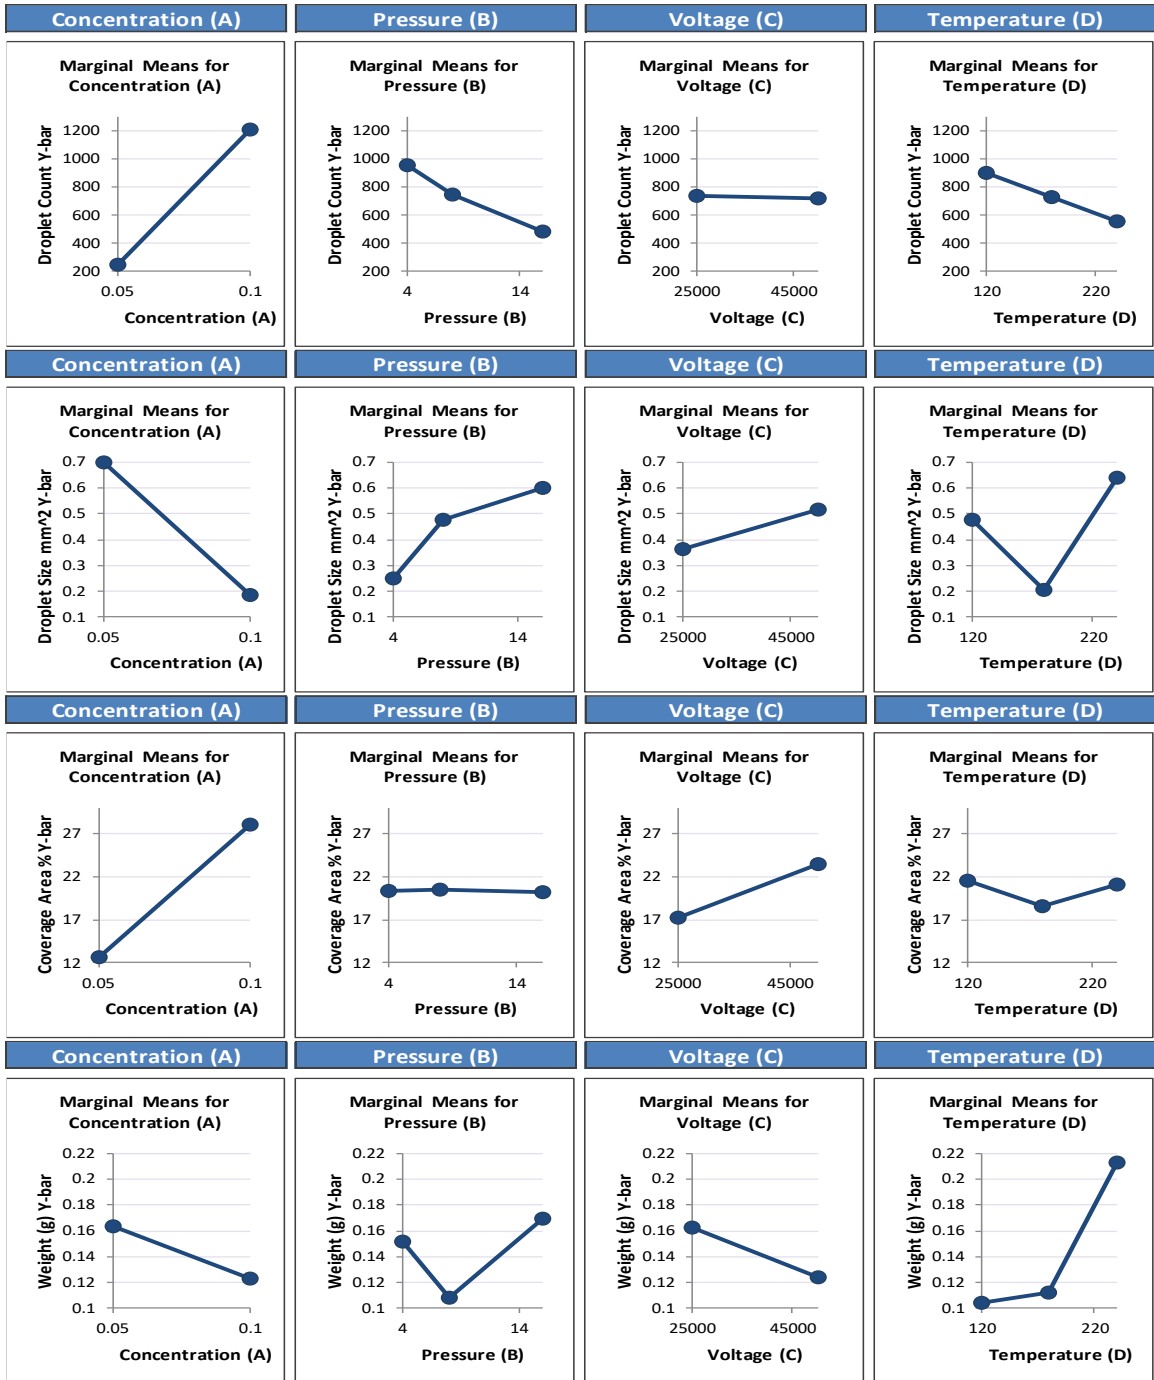 Concentration (A)
Pressure (B)
Voltage (C)
Temperature (D)
Marginal Means for
Concentration (A)
Droplet Count Y-bar
1200
1000
800
600
400
200
0.05
0.1
Concentration (A)
Marginal Means for
Pressure (B)
Droplet Count Y-bar
1200
1000
800
600
400
200
4
14
Pressure (B)
Marginal Means for
Voltage (C)
Droplet Count Y-bar
1200
1000
800
600
400
200
25000
45000
Voltage (C)
Marginal Means for
Temperature (D)
Droplet Count Y-bar
1200
1000
800
600
400
200
120
220
Temperature (D)
Concentration (A)
Pressure (B)
Voltage (C)
Temperature (D)
Marginal Means for
Concentration (A)
Droplet Size mm^2 Y-bar
0.7
0.6
0.5
0.4
0.3
0.2
0.1
0.05
0.1
Concentration (A)
Marginal Means for
Pressure (B)
Droplet Size mm^2 Y-bar
0.7
0.6
0.5
0.4
0.3
0.2
0.1
4
14
Pressure (B)
Marginal Means for
Voltage (C)
Droplet Size mm^2 Y-bar
0.7
0.6
0.5
0.4
0.3
0.2
0.1
25000
45000
Voltage (C)
Marginal Means for
Temperature (D)
Droplet Size mm^2 Y-bar
0.7
0.6
0.5
0.4
0.3
0.2
0.1
120
220
Temperature (D)
Concentration (A)
Pressure (B)
Voltage (C)
Temperature (D)
Marginal Means for
Concentration (A)
Coverage Area % Y-bar
27
22
17
12
0.05
0.1
Concentration (A)
Marginal Means for
Pressure (B)
Coverage Area % Y-bar
27
22
17
12
4
14
Pressure (B)
Marginal Means for
Voltage (C)
Coverage Area % Y-bar
27
22
17
12
25000
45000
Voltage (C)
Marginal Means for
Temperature (D)
Coverage Area % Y-bar
27
22
17
12
120
220
Temperature (D)
Concentration (A)
Pressure (B)
Voltage (C)
Temperature (D)
Marginal Means for
Concentration (A)
Weight (g) Y-bar
0.22
0.2
0.18
0.16
0.14
0.12
0.1
0.05
0.1
Concentration (A)
Marginal Means for
Pressure (B)
Weight (g) Y-bar
0.22
0.2
0.18
0.16
0.14
0.12
0.1
4
14
Pressure (B)
Marginal Means for
Voltage (C)
Weight (g) Y-bar
0.22
0.2
0.18
0.16
0.14
0.12
0.1
25000
45000
Voltage (C)
Marginal Means for
Temperature (D)
Weight (g) Y-bar
0.22
0.2
0.18
0.16
0.14
0.12
0.1
120
220
Temperature (D)